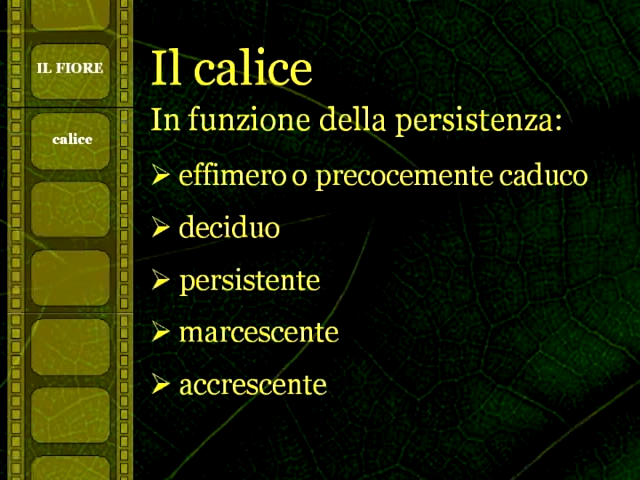 IL FIORE
calice
Il calice
In funzione della persistenza:
➢ effimero o precocemente caduco
➢ deciduo
➢ persistente
➢ marcescente
➢ accrescente